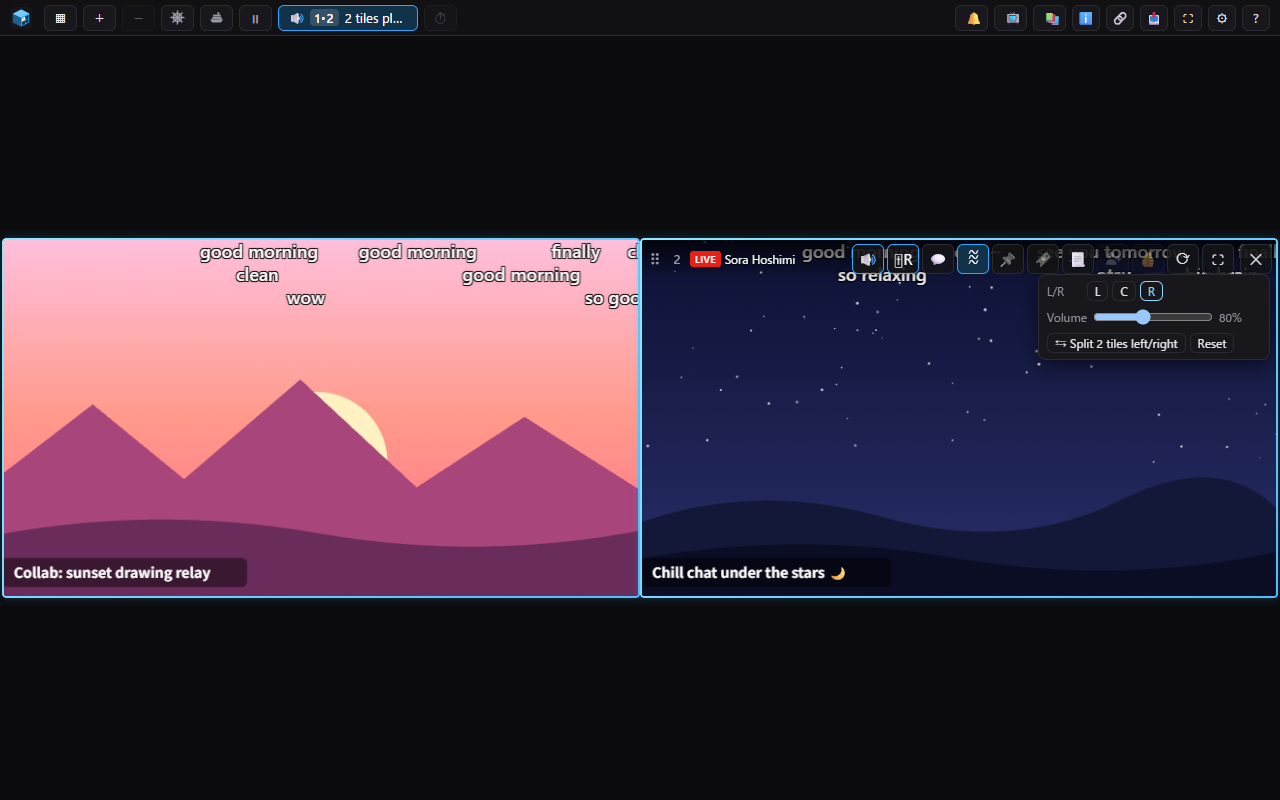 1•2 2 tiles pl...
?
good morning good morning finally
clean good morning
wow so goo
Collab: sunset drawing relay
2 LIVE Sora Hoshimi
R
so relaxing
L/R L C R
Volume 80%
Split 2 tiles left/right Reset
Chill chat under the stars